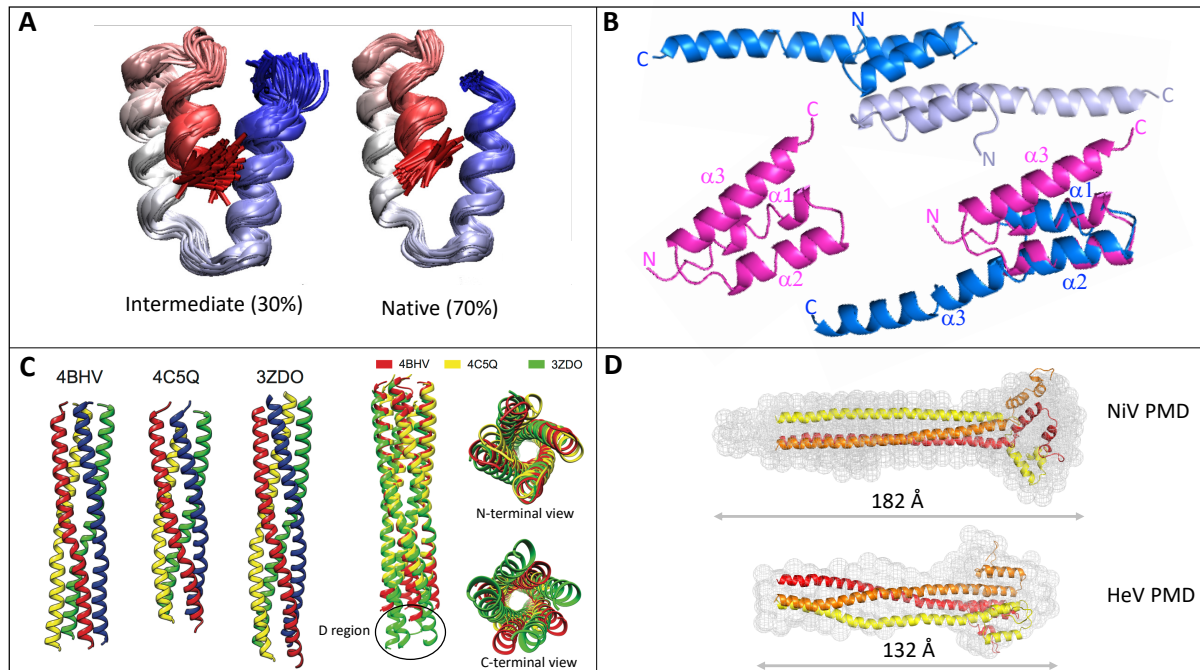 A
Intermediate (30%)
Native (70%)
B
N
C
C
N
C
α3
α1
N
α2
C
α3
α1
N
α2
C
α3
C
4BHV
4C5Q
3ZDO
4BHV
4C5Q
3ZDO
N-terminal view
D region
C-terminal view
D
NiV PMD
182 Å
HeV PMD
132 Å